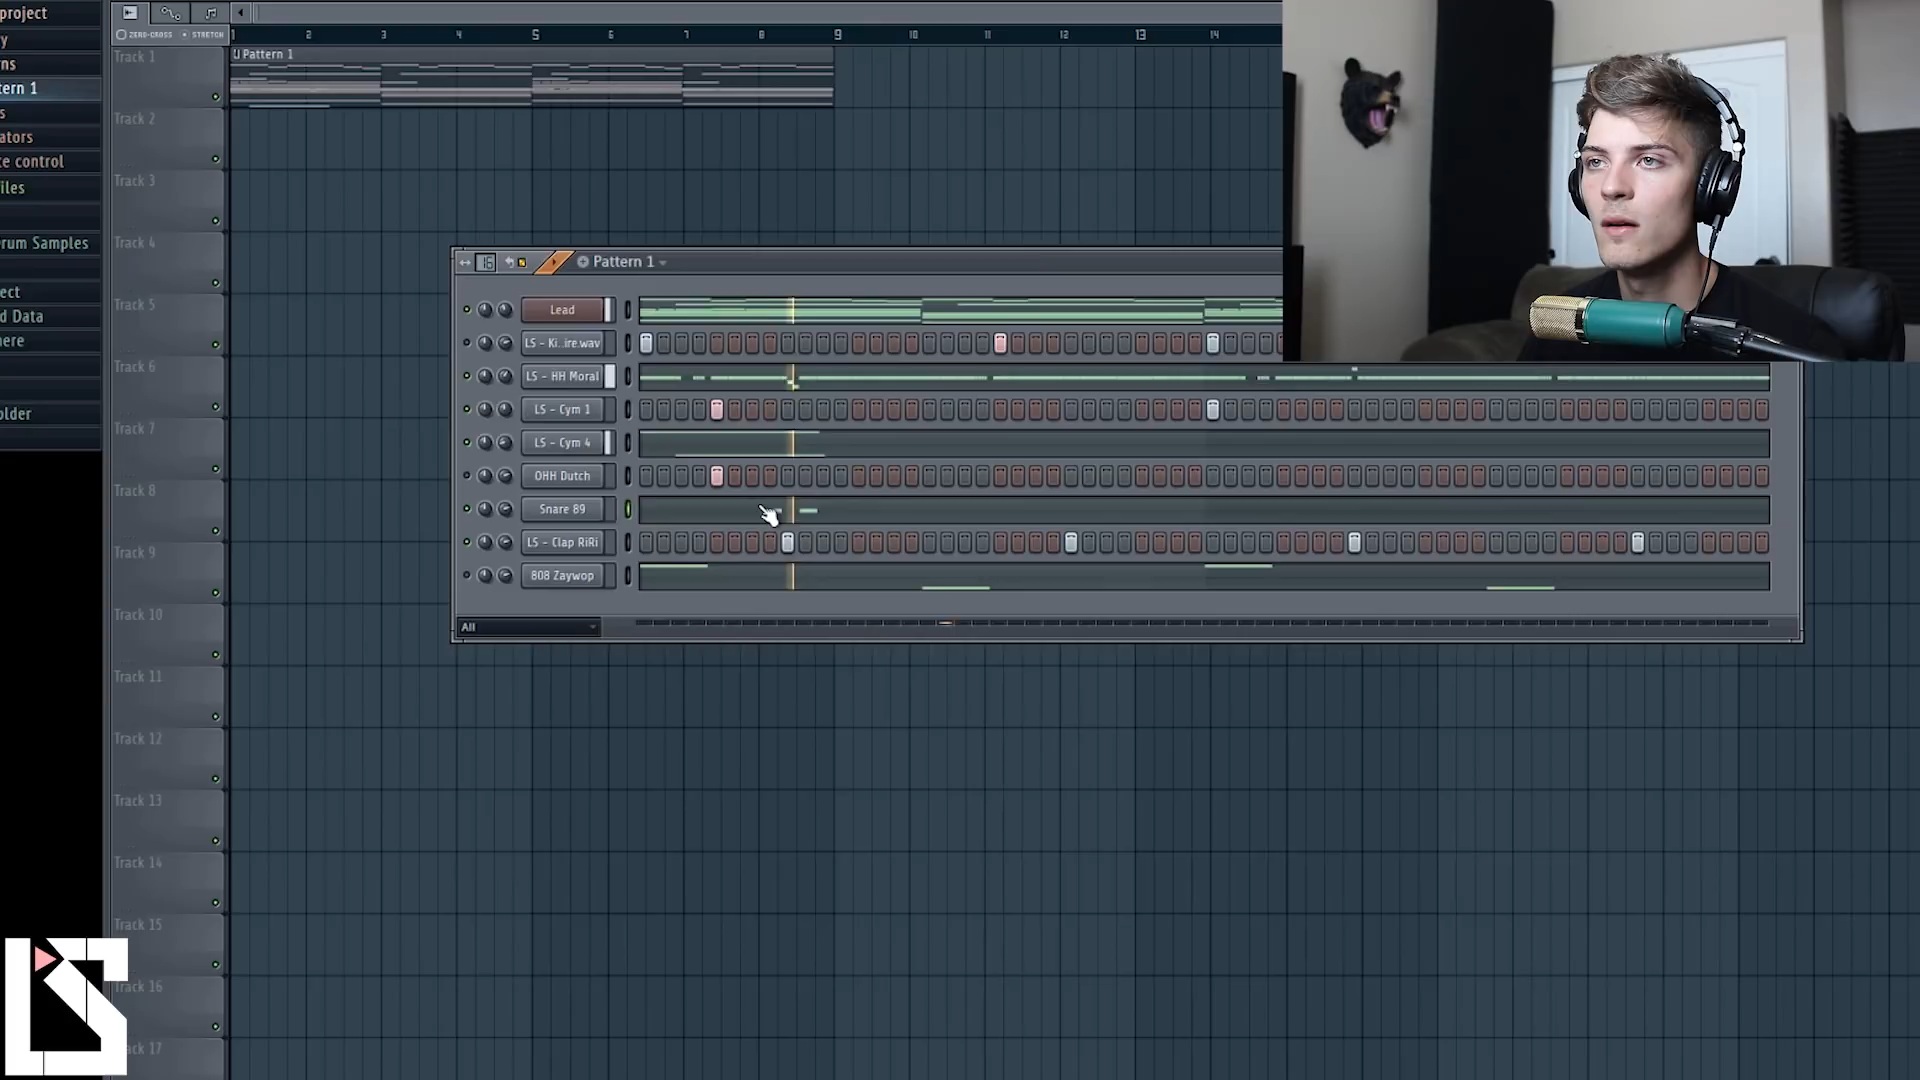 project
y
ns
tern 1
s
ators
ce control
iles
rum Samples
ect
d Data
here
older
ZERO-CROSS STRETCH
1 2 3 4 5 6 7 8 9 10 11 12 13 14
Track 1
Pattern 1
Track 2
Track 3
Track 4
Track 5
Track 6
Track 7
Track 8
Track 9
Track 10
Track 11
Track 12
Track 13
Track 14
Track 15
Track 16
ack 17
16 Pattern 1
Lead
LS - Ki..ire.wav
LS - HH Moral
LS - Cym 1
LS - Cym 4
OHH Dutch
Snare 89
LS - Clap RiRi
808 Zaywop
All
LS